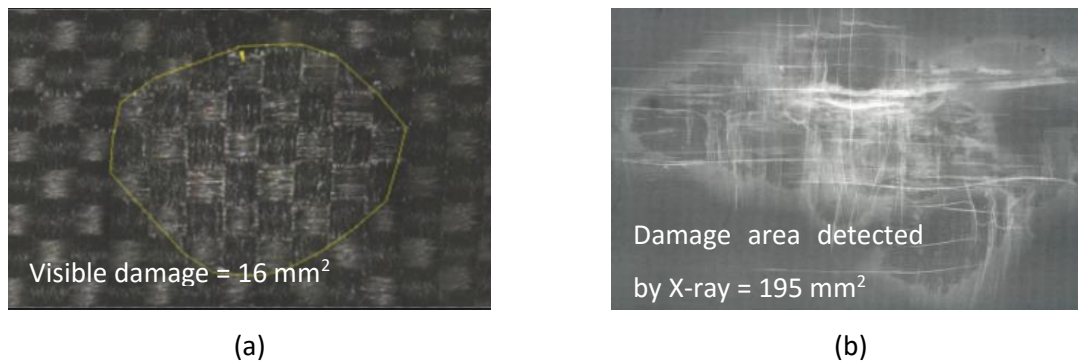 Visible damage = 16 mm²
Damage area detected
by X-ray = 195 mm²
(a)
(b)